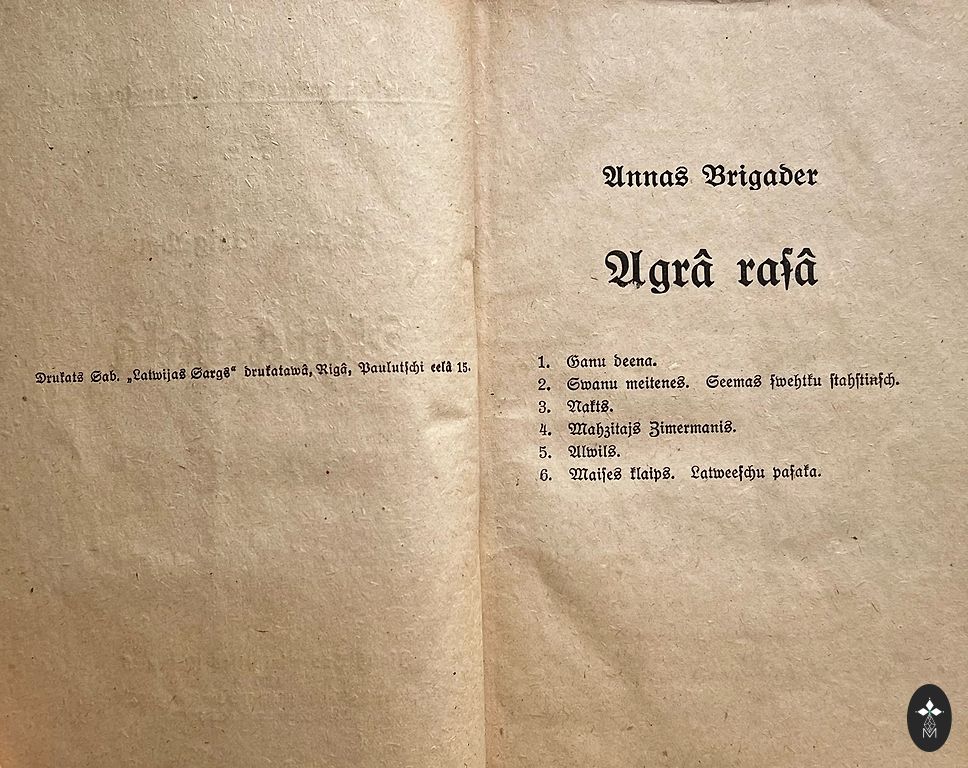 Drukats Sab. „Latwijas Sargs“ drukatawâ, Rigâ, Paulutſchi eelâ 15.
Annas Brigader
Agrâ raſâ
1. Ganu deena.
2. Swanu meitenes. Seemas ſwehtku ſtahſtinſch.
3. Nakts.
4. Mahzitajs Zimermanis.
5. Alwils.
6. Maiſes klaips. Latweeſchu paſaka.
M